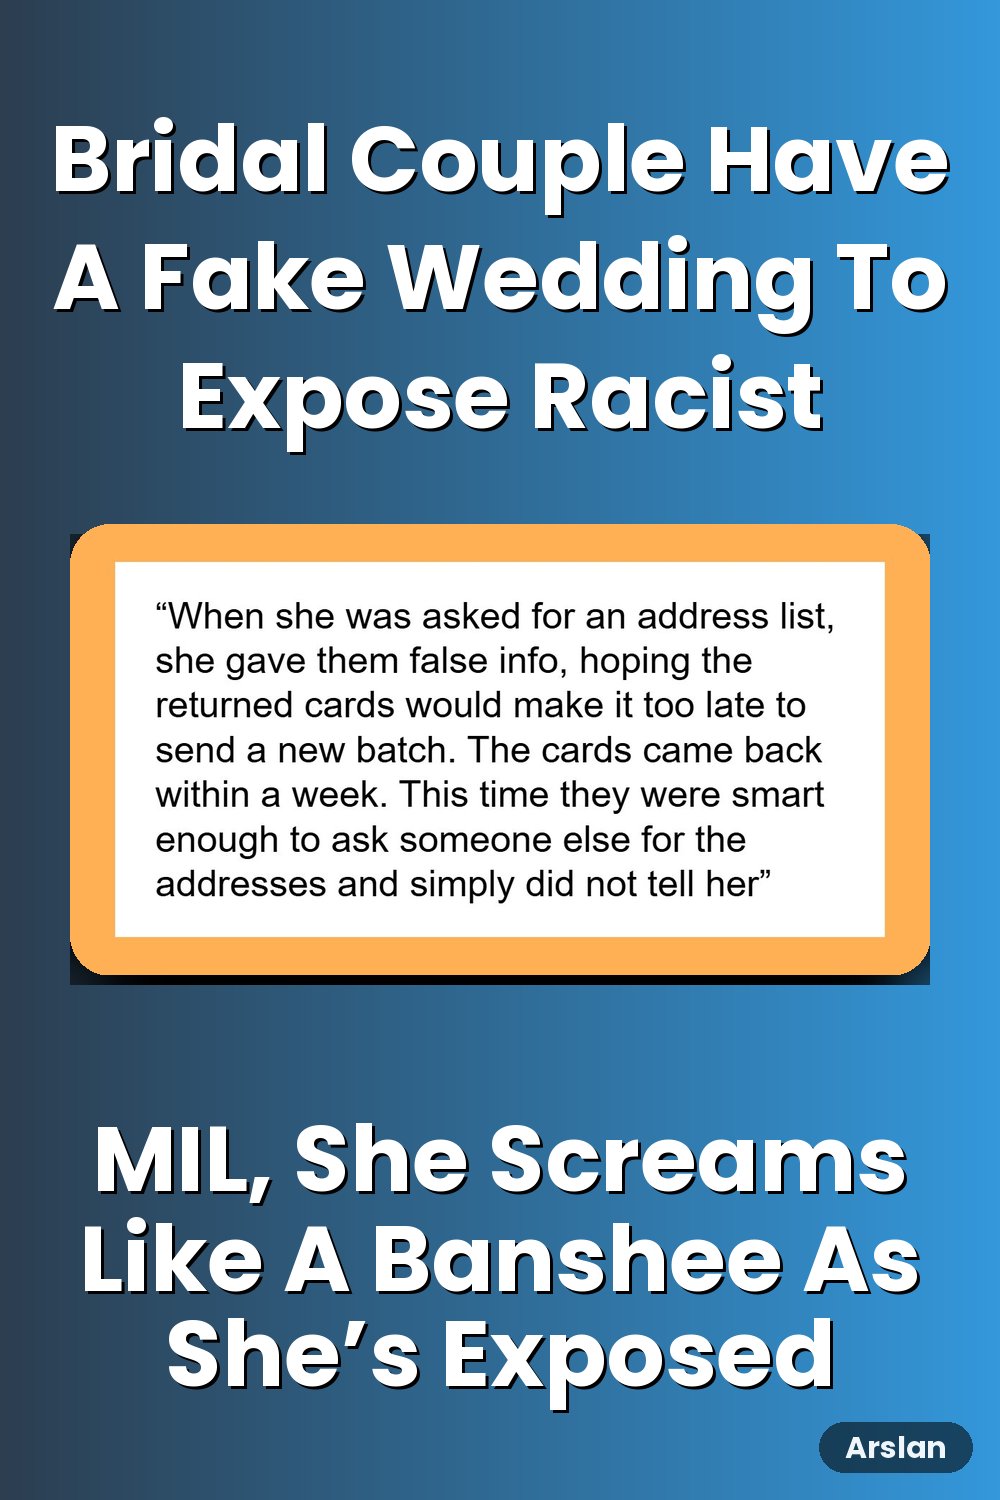 Bridal Couple Have
A Fake Wedding To
Expose Racist
“When she was asked for an address list,
she gave them false info, hoping the
returned cards would make it too late to
send a new batch. The cards came back
within a week. This time they were smart
enough to ask someone else for the
addresses and simply did not tell her”
MIL, She Screams
Like A Banshee As
She’s Exposed
Arslan